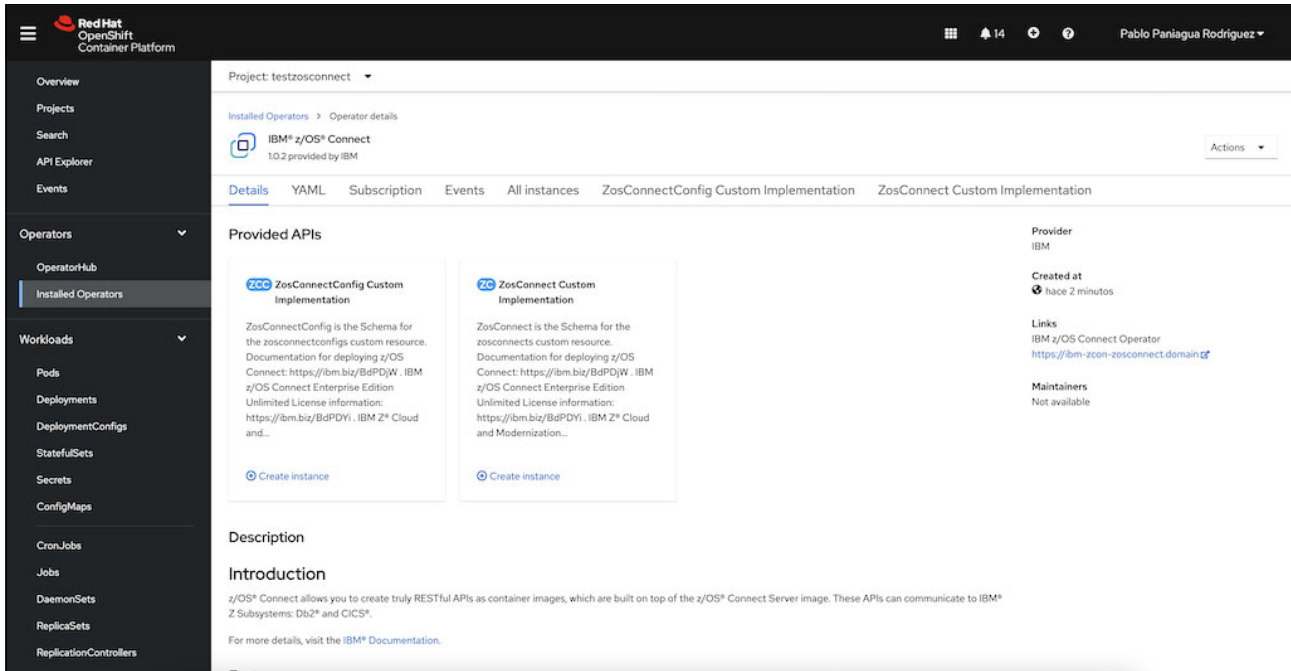 Red Hat
OpenShift
Container Platform
14
Pablo Paniagua Rodriguez
Overview
Projects
Search
API Explorer
Events
Operators
OperatorHub
Installed Operators
Workloads
Pods
Deployments
DeploymentConfigs
StatefulSets
Secrets
ConfigMaps
CronJobs
Jobs
DaemonSets
ReplicaSets
ReplicationControllers
Project: testzosconnect
Installed Operators > Operator details
IBM® z/OS® Connect
1.0.2 provided by IBM
Actions
Details YAML Subscription Events All instances ZosConnectConfig Custom Implementation ZosConnect Custom Implementation
Provided APIs
ZCC ZosConnectConfig Custom
Implementation
ZosConnectConfig is the Schema for
the zosconnectconfigs custom resource.
Documentation for deploying z/OS
Connect: https://ibm.biz/BdPDjW . IBM
z/OS Connect Enterprise Edition
Unlimited License information:
https://ibm.biz/BdPDYi . IBM Z® Cloud
and...
Create instance
ZC ZosConnect Custom
Implementation
ZosConnect is the Schema for the
zosconnects custom resource.
Documentation for deploying z/OS
Connect: https://ibm.biz/BdPDjW . IBM
z/OS Connect Enterprise Edition
Unlimited License information:
https://ibm.biz/BdPDYi . IBM Z® Cloud
and Modernization...
Create instance
Provider
IBM
Created at
hace 2 minutos
Links
IBM z/OS Connect Operator
https://ibm-zcon-zosconnect.domain
Maintainers
Not available
Description
Introduction
z/OS® Connect allows you to create truly RESTful APIs as container images, which are built on top of the z/OS® Connect Server image. These APIs can communicate to IBM®
Z Subsystems: Db2® and CICS®.
For more details, visit the IBM® Documentation.